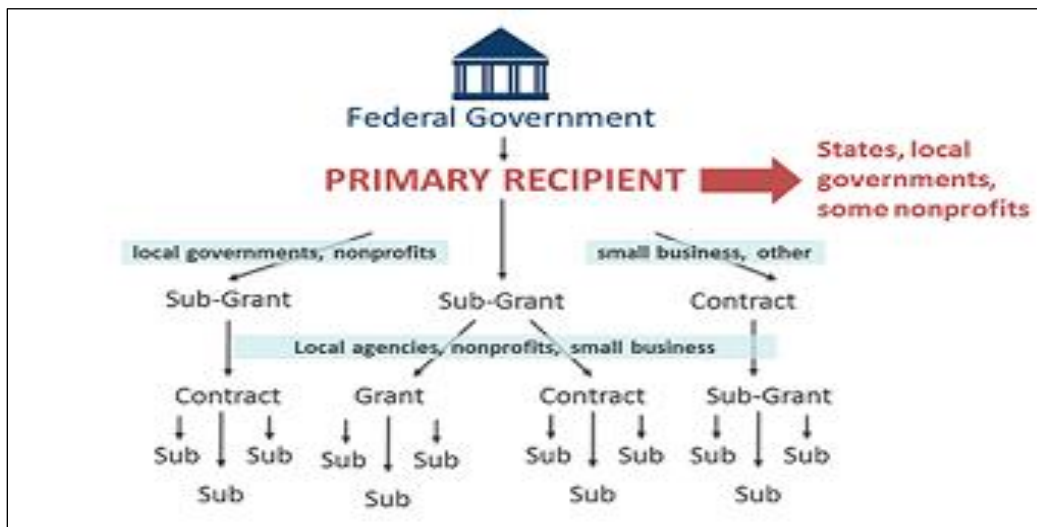 Federal Government
PRIMARY RECIPIENT
States, local
governments,
some nonprofits
local governments, nonprofits
small business, other
Sub-Grant
Sub-Grant
Contract
Local agencies, nonprofits, small business
Contract
Grant
Contract
Sub-Grant
Sub
Sub
Sub
Sub
Sub
Sub
Sub
Sub
Sub
Sub
Sub
Sub